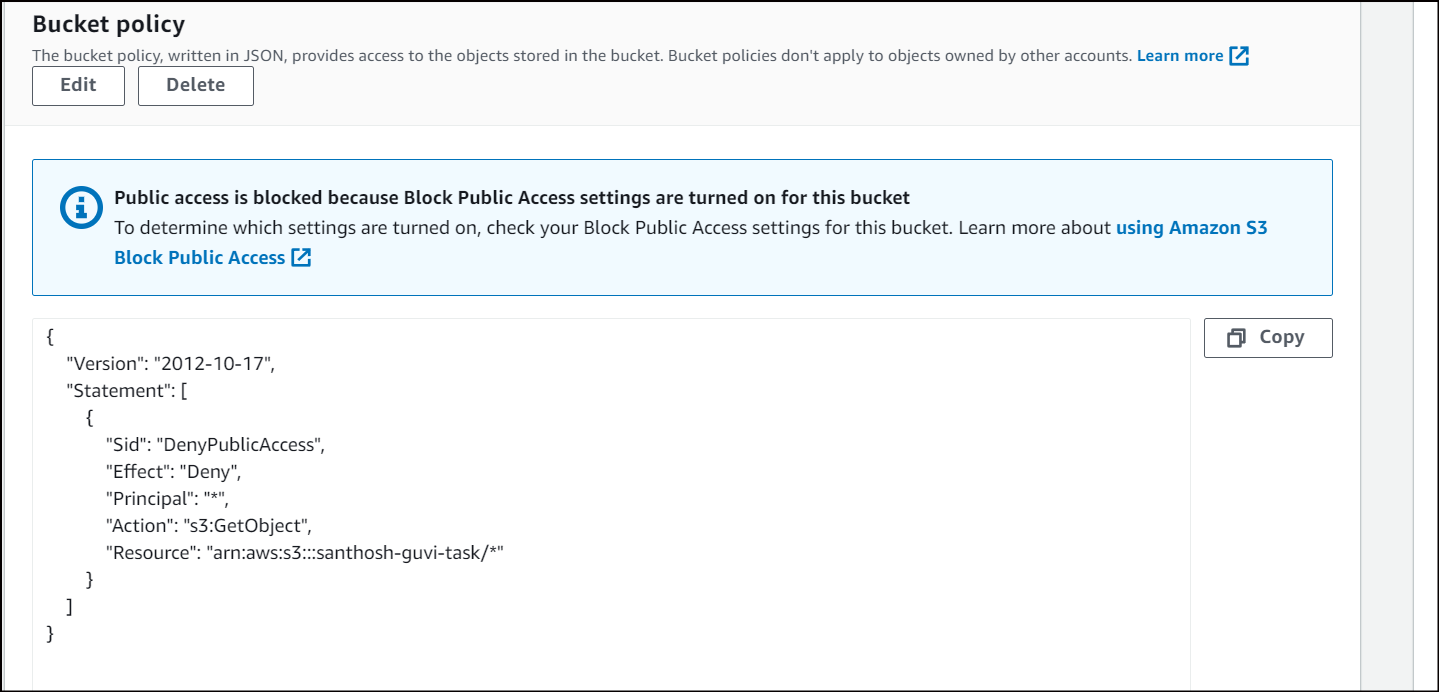 Bucket policy
The bucket policy, written in JSON, provides access to the objects stored in the bucket. Bucket policies don't apply to objects owned by other accounts. Learn more
Edit Delete
Public access is blocked because Block Public Access settings are turned on for this bucket
To determine which settings are turned on, check your Block Public Access settings for this bucket. Learn more about using Amazon S3
Block Public Access
Copy
{
"Version": "2012-10-17",
"Statement": [
{
"Sid": "DenyPublicAccess",
"Effect": "Deny",
"Principal": "*",
"Action": "s3:GetObject",
"Resource": "arn:aws:s3:::santhosh-guvi-task/*"
}
]
}